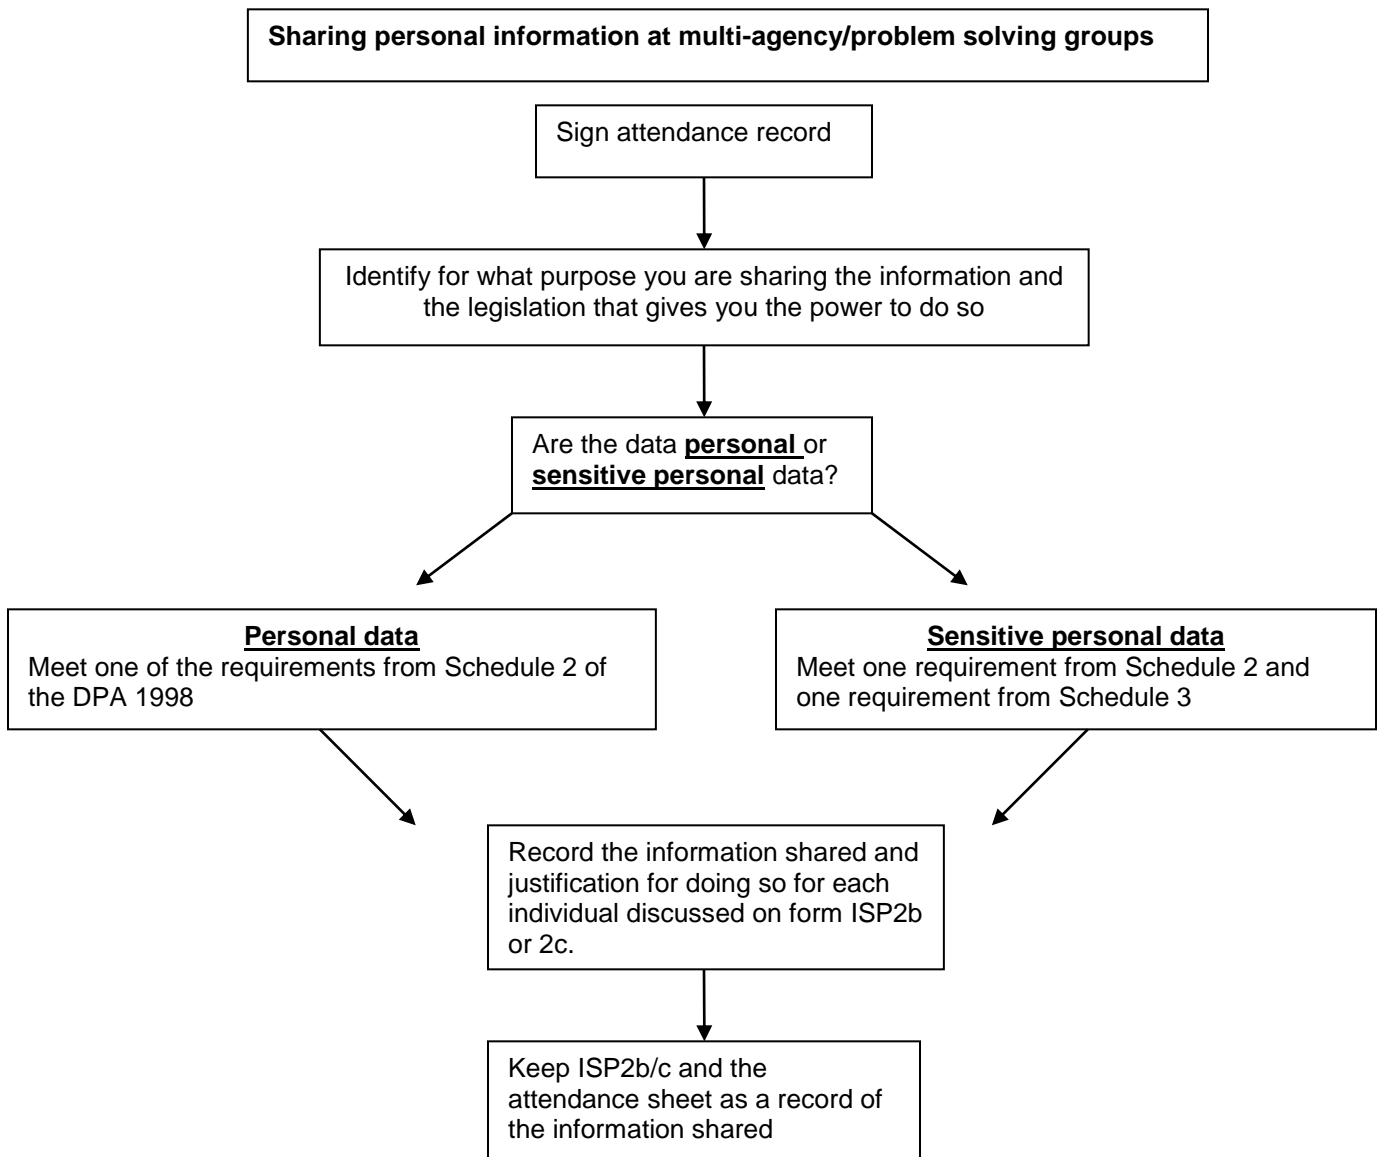 Sharing personal information at multi-agency/problem solving groups
Sign attendance record
Identify for what purpose you are sharing the information and
the legislation that gives you the power to do so
Are the data personal or
sensitive personal data?
Personal data
Meet one of the requirements from Schedule 2 of
the DPA 1998
Sensitive personal data
Meet one requirement from Schedule 2 and
one requirement from Schedule 3
Record the information shared and
justification for doing so for each
individual discussed on form ISP2b
or 2c.
Keep ISP2b/c and the
attendance sheet as a record of
the information shared